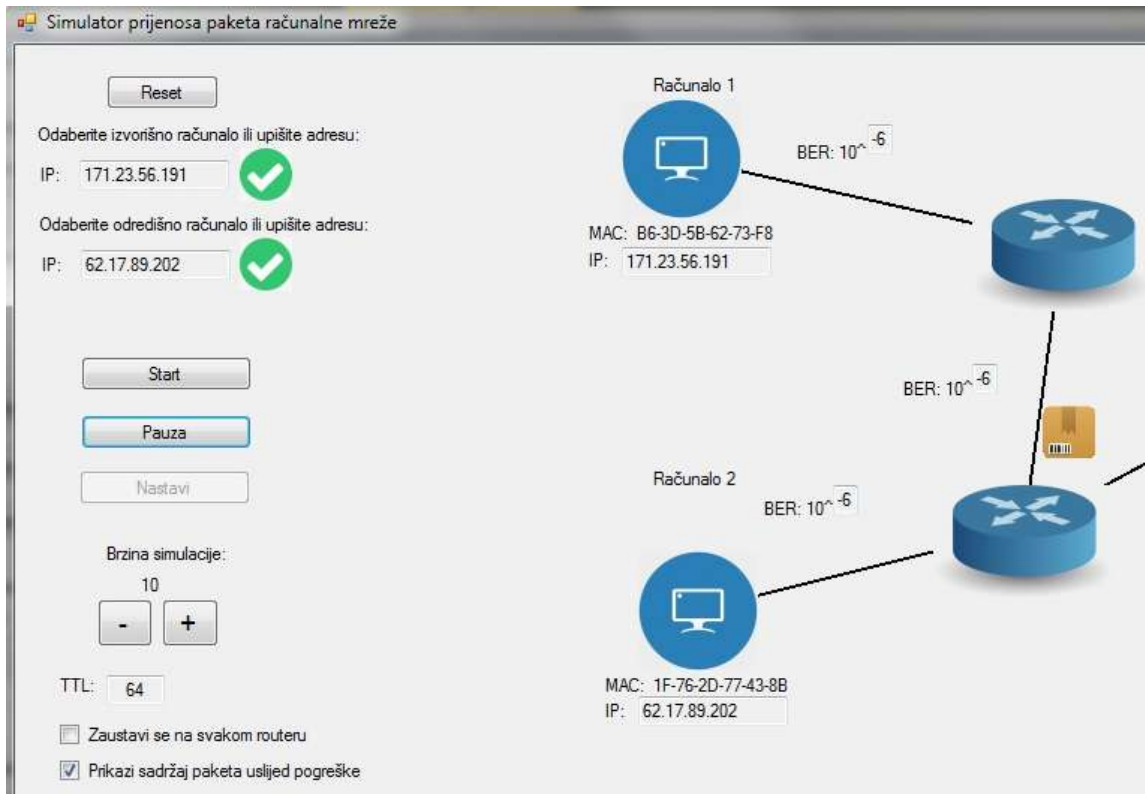 Simulator prijenosa paketa računalne mreže
Reset
Odaberite izvorišno računalo ili upišite adresu:
IP: 171.23.56.191
Odaberite odredišno računalo ili upišite adresu:
IP: 62.17.89.202
Start
Pauza
Nastavi
Brzina simulacije:
10
- +
TTL: 64
Zaustavi se na svakom routeru
Prikazi sadržaj paketa uslijed pogreške
Računalo 1
BER: 10^ -6
MAC: B6-3D-5B-62-73-F8
IP: 171.23.56.191
BER: 10^ -6
Računalo 2
BER: 10^ -6
MAC: 1F-76-2D-77-43-8B
IP: 62.17.89.202